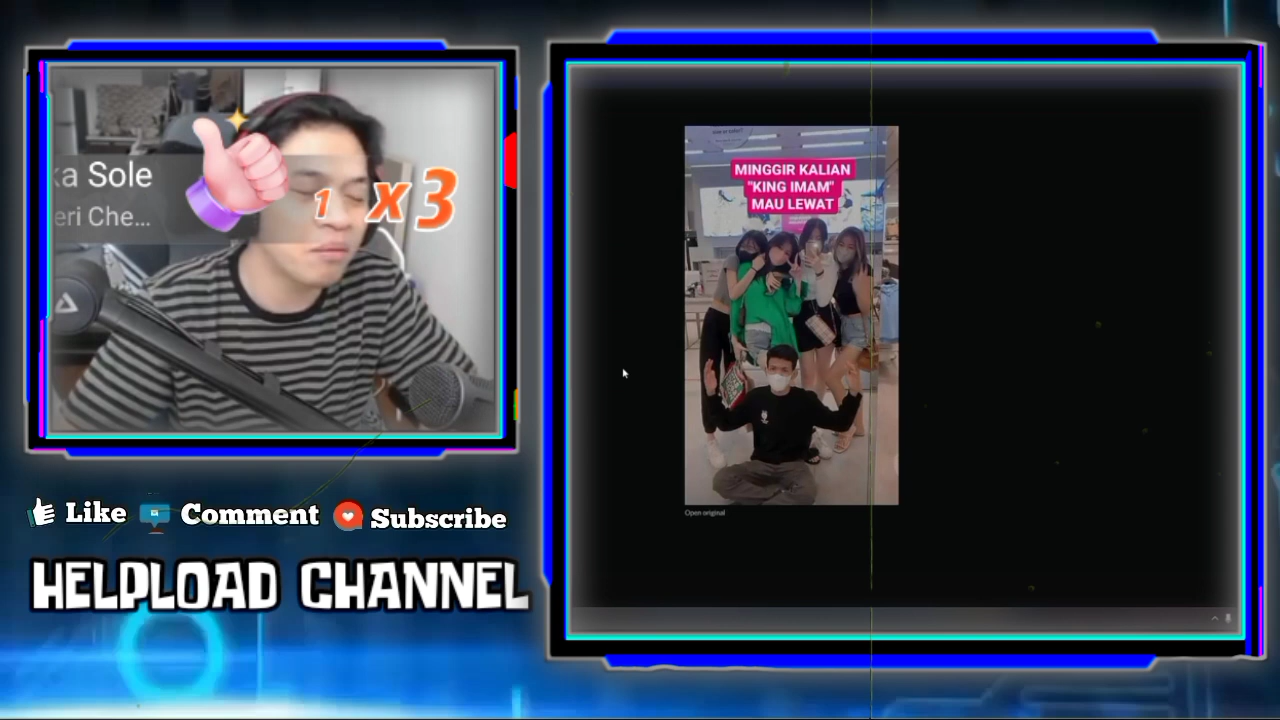 ka Sole
eri Che...
1 x3
MINGGIR KALIAN
"KING IMAM"
MAU LEWAT
Open original
Like Comment Subscribe
HELPLOAD CHANNEL